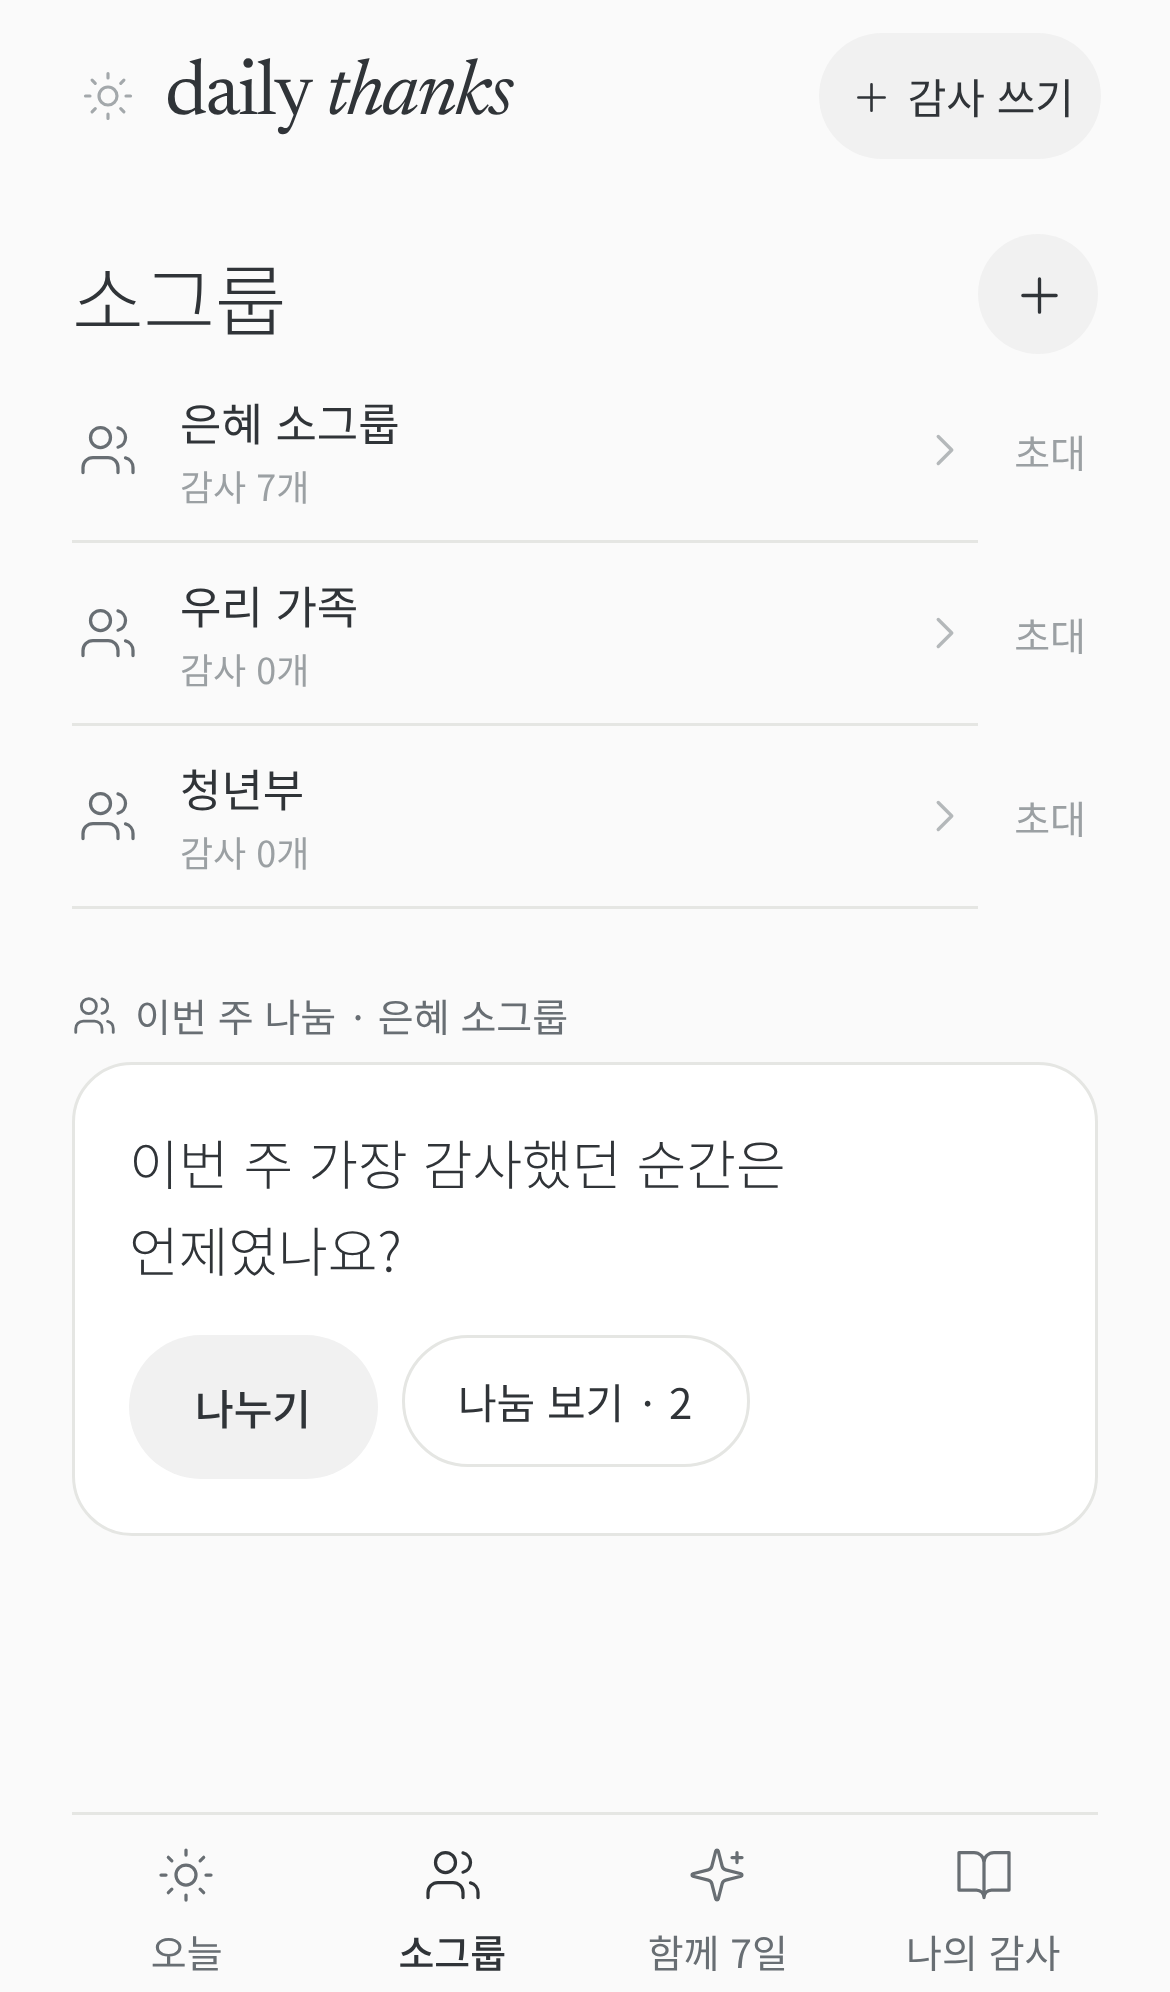 daily thanks
+ 감사 쓰기
소그룹
은혜 소그룹
감사 7개
초대
우리 가족
감사 0개
초대
청년부
감사 0개
초대
이번 주 나눔 · 은혜 소그룹
이번 주 가장 감사했던 순간은
언제였나요?
나누기
나눔 보기 · 2
오늘
소그룹
함께 7일
나의 감사